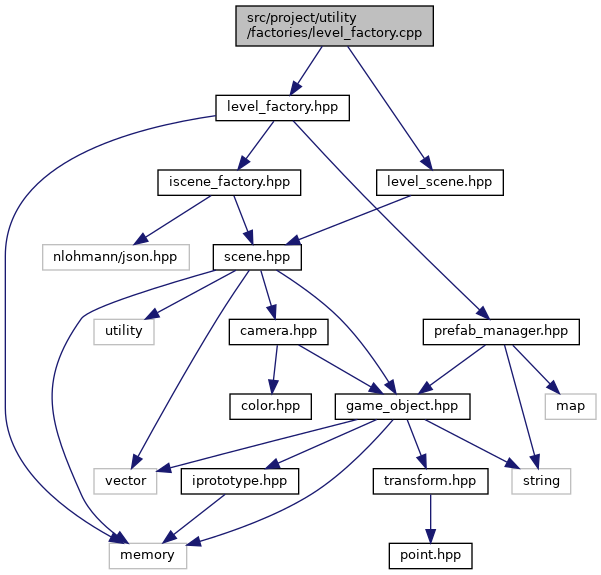 src/project/utility
/factories/level_factory.cpp
level_factory.hpp
iscene_factory.hpp
level_scene.hpp
nlohmann/json.hpp
scene.hpp
utility
camera.hpp
prefab_manager.hpp
color.hpp
game_object.hpp
map
vector
iprototype.hpp
transform.hpp
string
memory
point.hpp